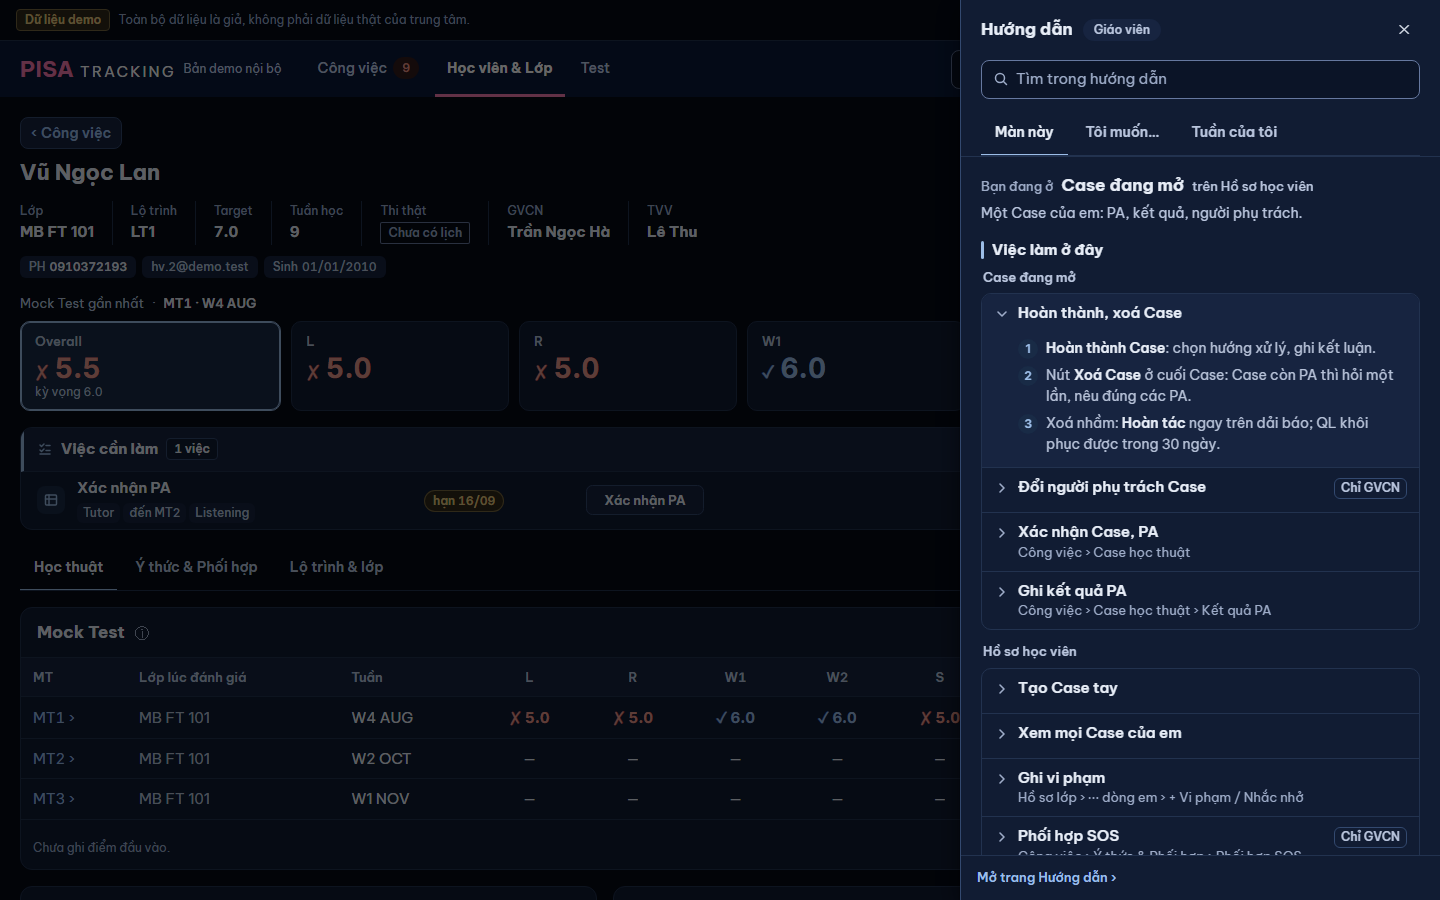 Dữ liệu demo Toàn bộ dữ liệu là giả, không phải dữ liệu thật của trung tâm.
PISA TRACKING Bản demo nội bộ Công việc 9 Học viên & Lớp Test
‹ Công việc
Vũ Ngọc Lan
Lớp Lộ trình Target Tuần học Thi thật GVCN TVV
MB FT 101 LT1 7.0 9 Chưa có lịch Trần Ngọc Hà Lê Thu
PH 0910372193 hv.2@demo.test Sinh 01/01/2010
Mock Test gần nhất · MT1 · W4 AUG
Overall L R W1
✗ 5.5 ✗ 5.0 ✗ 5.0 ✓ 6.0
kỳ vọng 6.0
Việc cần làm 1 việc
Xác nhận PA
Tutor đến MT2 Listening
hạn 16/09 Xác nhận PA
Học thuật Ý thức & Phối hợp Lộ trình & lớp
Mock Test
MT Lớp lúc đánh giá Tuần L R W1 W2 S
MT1 › MB FT 101 W4 AUG ✗ 5.0 ✗ 5.0 ✓ 6.0 ✓ 6.0 ✗ 5.0
MT2 › MB FT 101 W2 OCT — — — — —
MT3 › MB FT 101 W1 NOV — — — — —
Chưa ghi điểm đầu vào.
Hướng dẫn Giáo viên
Tìm trong hướng dẫn
Màn này Tôi muốn... Tuần của tôi
Bạn đang ở Case đang mở trên Hồ sơ học viên
Một Case của em: PA, kết quả, người phụ trách.
Việc làm ở đây
Case đang mở
Hoàn thành, xoá Case
1 Hoàn thành Case: chọn hướng xử lý, ghi kết luận.
2 Nút Xoá Case ở cuối Case: Case còn PA thì hỏi một
lần, nêu đúng các PA.
3 Xoá nhầm: Hoàn tác ngay trên dải báo; QL khôi
phục được trong 30 ngày.
Đổi người phụ trách Case Chỉ GVCN
Xác nhận Case, PA
Công việc › Case học thuật
Ghi kết quả PA
Công việc › Case học thuật › Kết quả PA
Hồ sơ học viên
Tạo Case tay
Xem mọi Case của em
Ghi vi phạm
Hồ sơ lớp › ··· dòng em › + Vi phạm / Nhắc nhở
Phối hợp SOS Chỉ GVCN
Công việc › Ý thức & Phối hợp › Phối hợp SOS
Mở trang Hướng dẫn ›